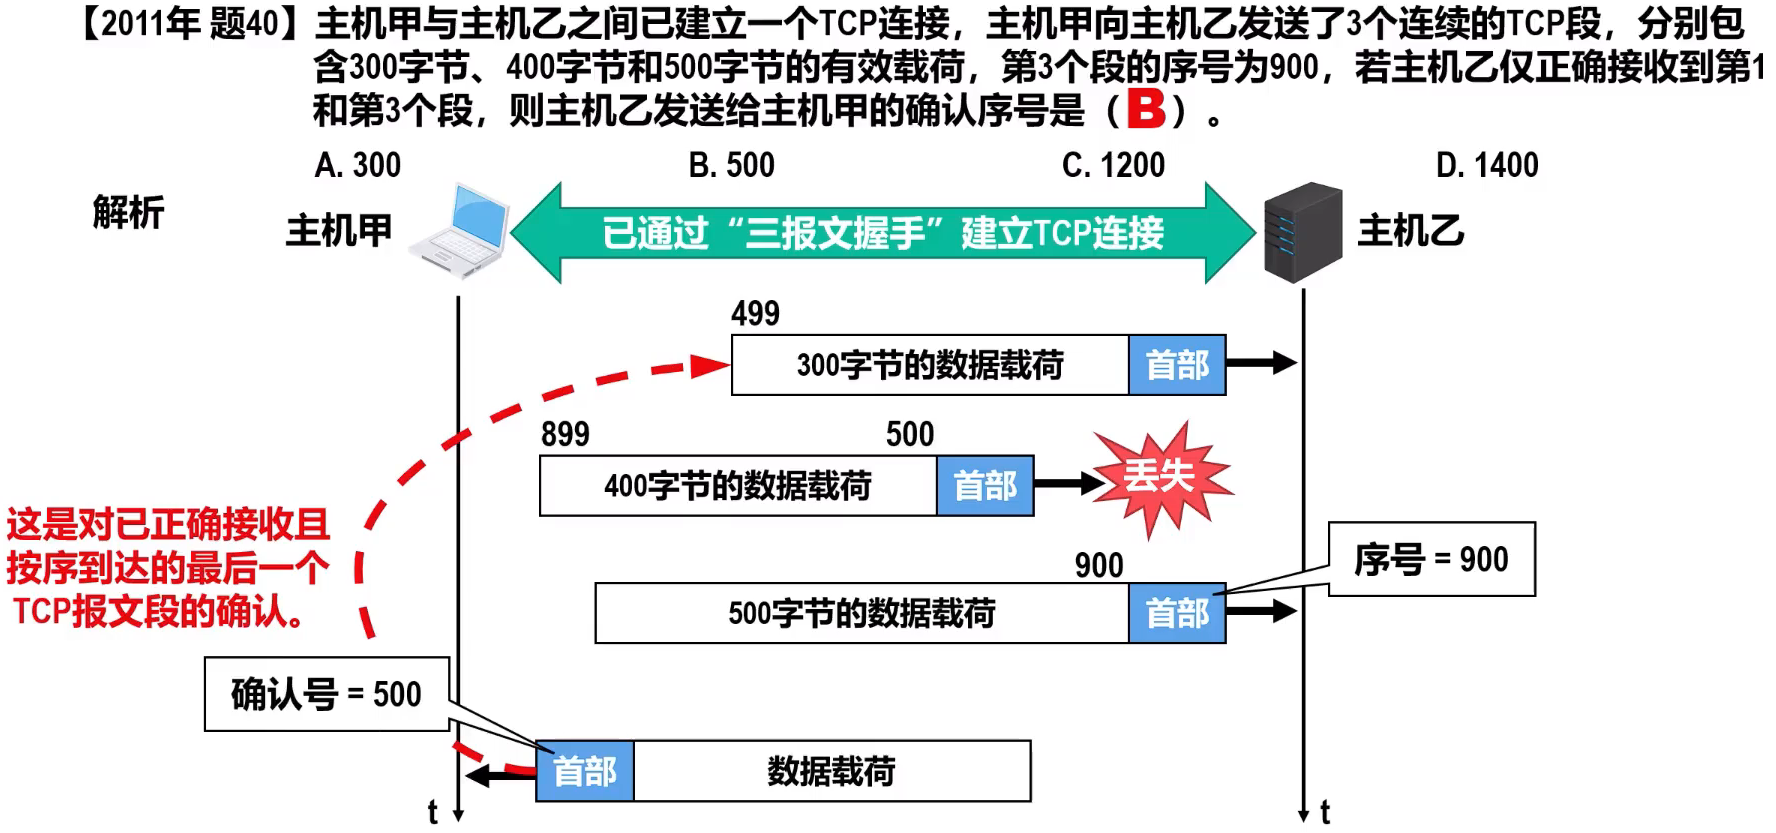 【2011年 题40】主机甲与主机乙之间已建立一个TCP连接，主机甲向主机乙发送了3个连续的TCP段，分别包
含300字节、400字节和500字节的有效载荷，第3个段的序号为900，若主机乙仅正确接收到第1
和第3个段，则主机乙发送给主机甲的确认序号是（B）。
A. 300 B. 500 C. 1200 D. 1400
解析
主机甲
已通过“三报文握手”建立TCP连接
主机乙
499
300字节的数据载荷 首部
899 500
400字节的数据载荷 首部
丢失
这是对已正确接收且
按序到达的最后一个
TCP报文段的确认。
900
序号 = 900
500字节的数据载荷 首部
确认号 = 500
首部 数据载荷
t t